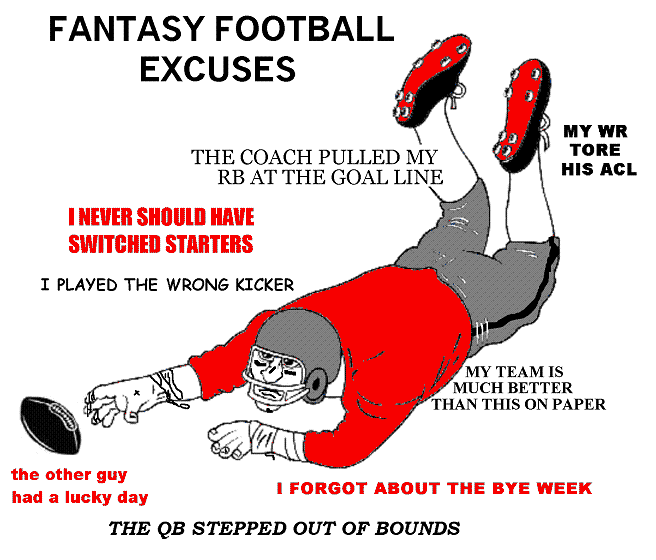 FANTASY FOOTBALL
EXCUSES
MY WR
TORE
HIS ACL
THE COACH PULLED MY
RB AT THE GOAL LINE
I NEVER SHOULD HAVE
SWITCHED STARTERS
I PLAYED THE WRONG KICKER
MY TEAM IS
MUCH BETTER
THAN THIS ON PAPER
the other guy
had a lucky day
I FORGOT ABOUT THE BYE WEEK
THE QB STEPPED OUT OF BOUNDS